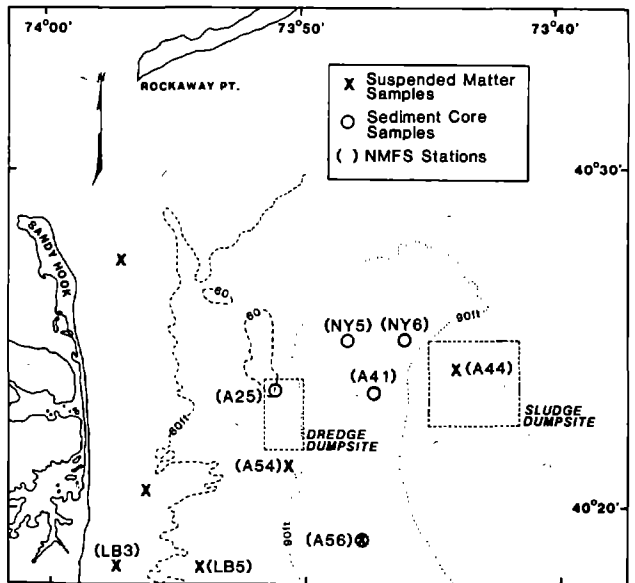 74°00'
73°50'
73°40'
ROCKAWAY PT.
X Suspended Matter
Samples
O Sediment Core
Samples
( ) NMFS Stations
40°30'
SANDY HOOK
60
60
90ft
(NY5)
(NY6)
(A44)
(A41)
(A25)
60ft
SLUDGE
DUMPSITE
DREDGE
DUMPSITE
(A54)
40°20'
90ft
(A56)
(LB3)
(LB5)